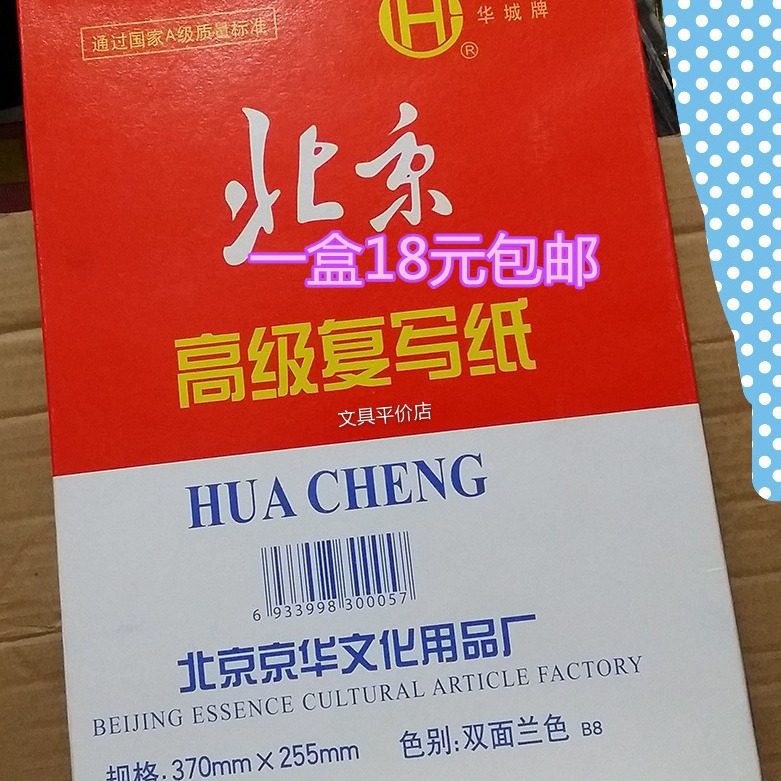 通过国家A级质量标准
华城牌
®
北京
一盒18元包邮
高级复写纸
文具平价店
HUA CHENG
6 933998 300057
北京京华文化用品厂
BEIJING ESSENCE CULTURAL ARTICLE FACTORY
规格:370mm×255mm 色别:双面兰色 B8